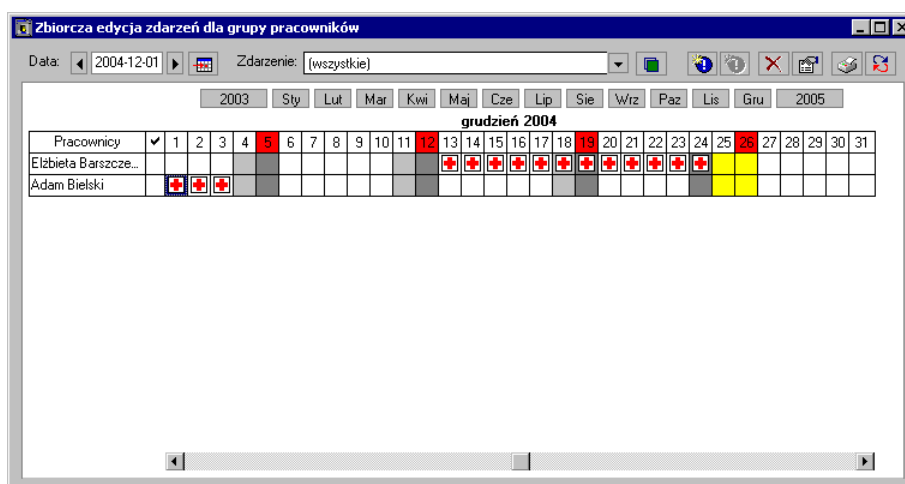 Zbiorcza edycja zdarzeń dla grupy pracowników
Data: 2004-12-01 Zdarzenie: (wszystkie)
2003 Sty Lut Mar Kwi Maj Cze Lip Sie Wrz Paz Lis Gru 2005
grudzień 2004
Pracownicy 1 2 3 4 5 6 7 8 9 10 11 12 13 14 15 16 17 18 19 20 21 22 23 24 25 26 27 28 29 30 31
Elżbieta Barszcze...
Adam Bielski